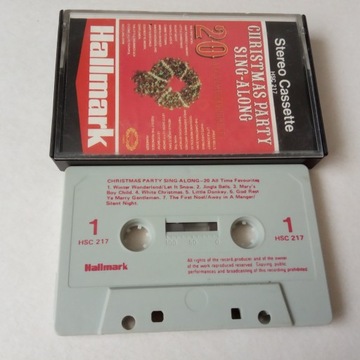 Stereo Cassette
HSC 217
CHRISTMAS PARTY
SING-ALONG
20
Hallmark
CHRISTMAS PARTY SING-ALONG—20 All Time Favourites
1. Winter Wonderland/Let It Snow. 2. Jingle Bells. 3. Mary's
Boy Child. 4. White Christmas. 5. Little Donkey. 6. God Rest
Ye Merry Gentleman. 7. The First Noel/Away in a Manger/
Silent Night.
1
HSC 217
1
HSC 217
100
50
0
Hallmark
All rights of the record producer and of the owner
of the work reproduced reserved. Copying, public
performances and broadcasting of this recording prohibited.